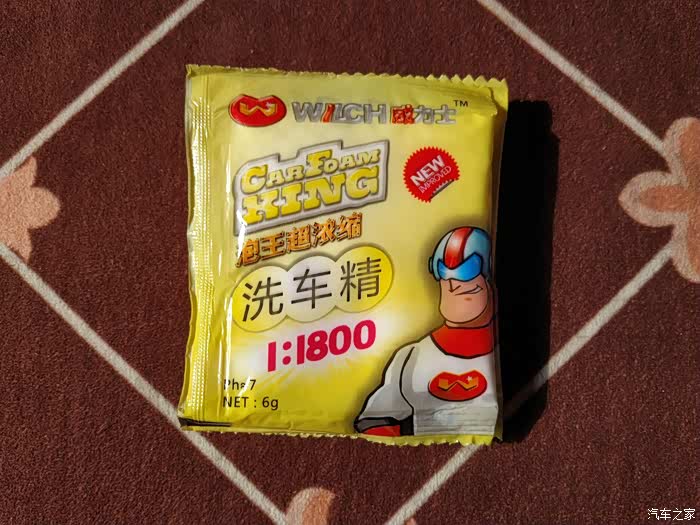 WILCH 威力士 ™
CAR FOAM
KING
NEW
IMPROVED
泡王超浓缩
洗车精
1:1800
Ph=7
NET : 6g
汽车之家